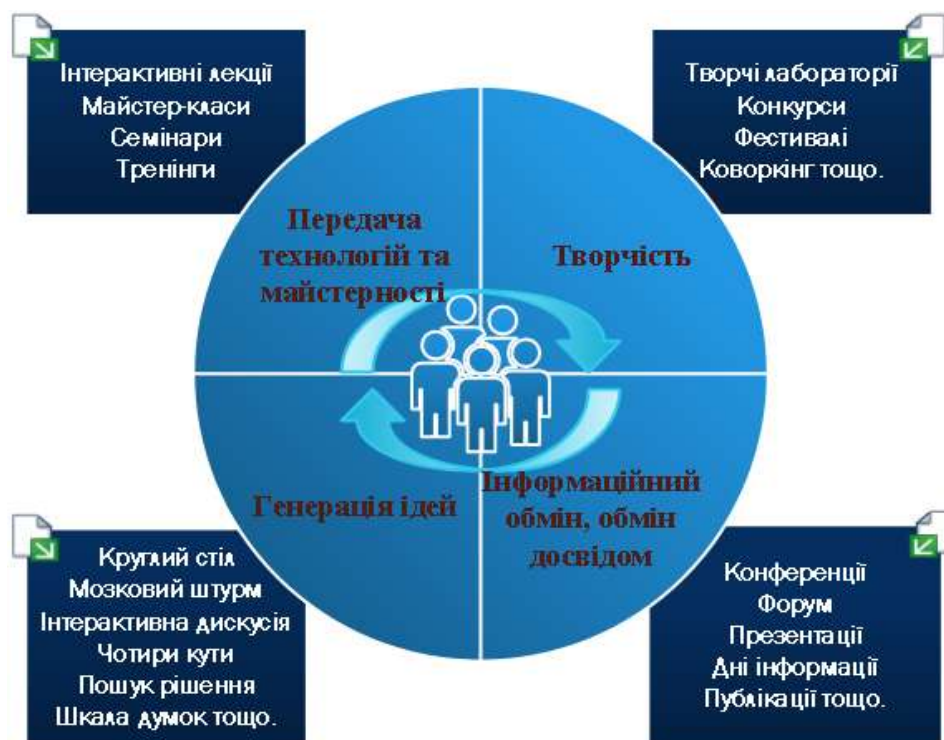 Інтерактивні лекції
Майстер-класи
Семінари
Тренінги
Творчі лабораторії
Конкурси
Фестивалі
Коворкінг тощо.
Передача
технологій та
майстерності
Творчість
Генерація ідей
Інформаційний
обмін, обмін
досвідом
Круглий стіл
Мозковий штурм
Інтерактивна дискусія
Чотири кути
Пошук рішення
Шкала думок тощо.
Конференції
Форум
Презентації
Дні інформації
Публікації тощо.